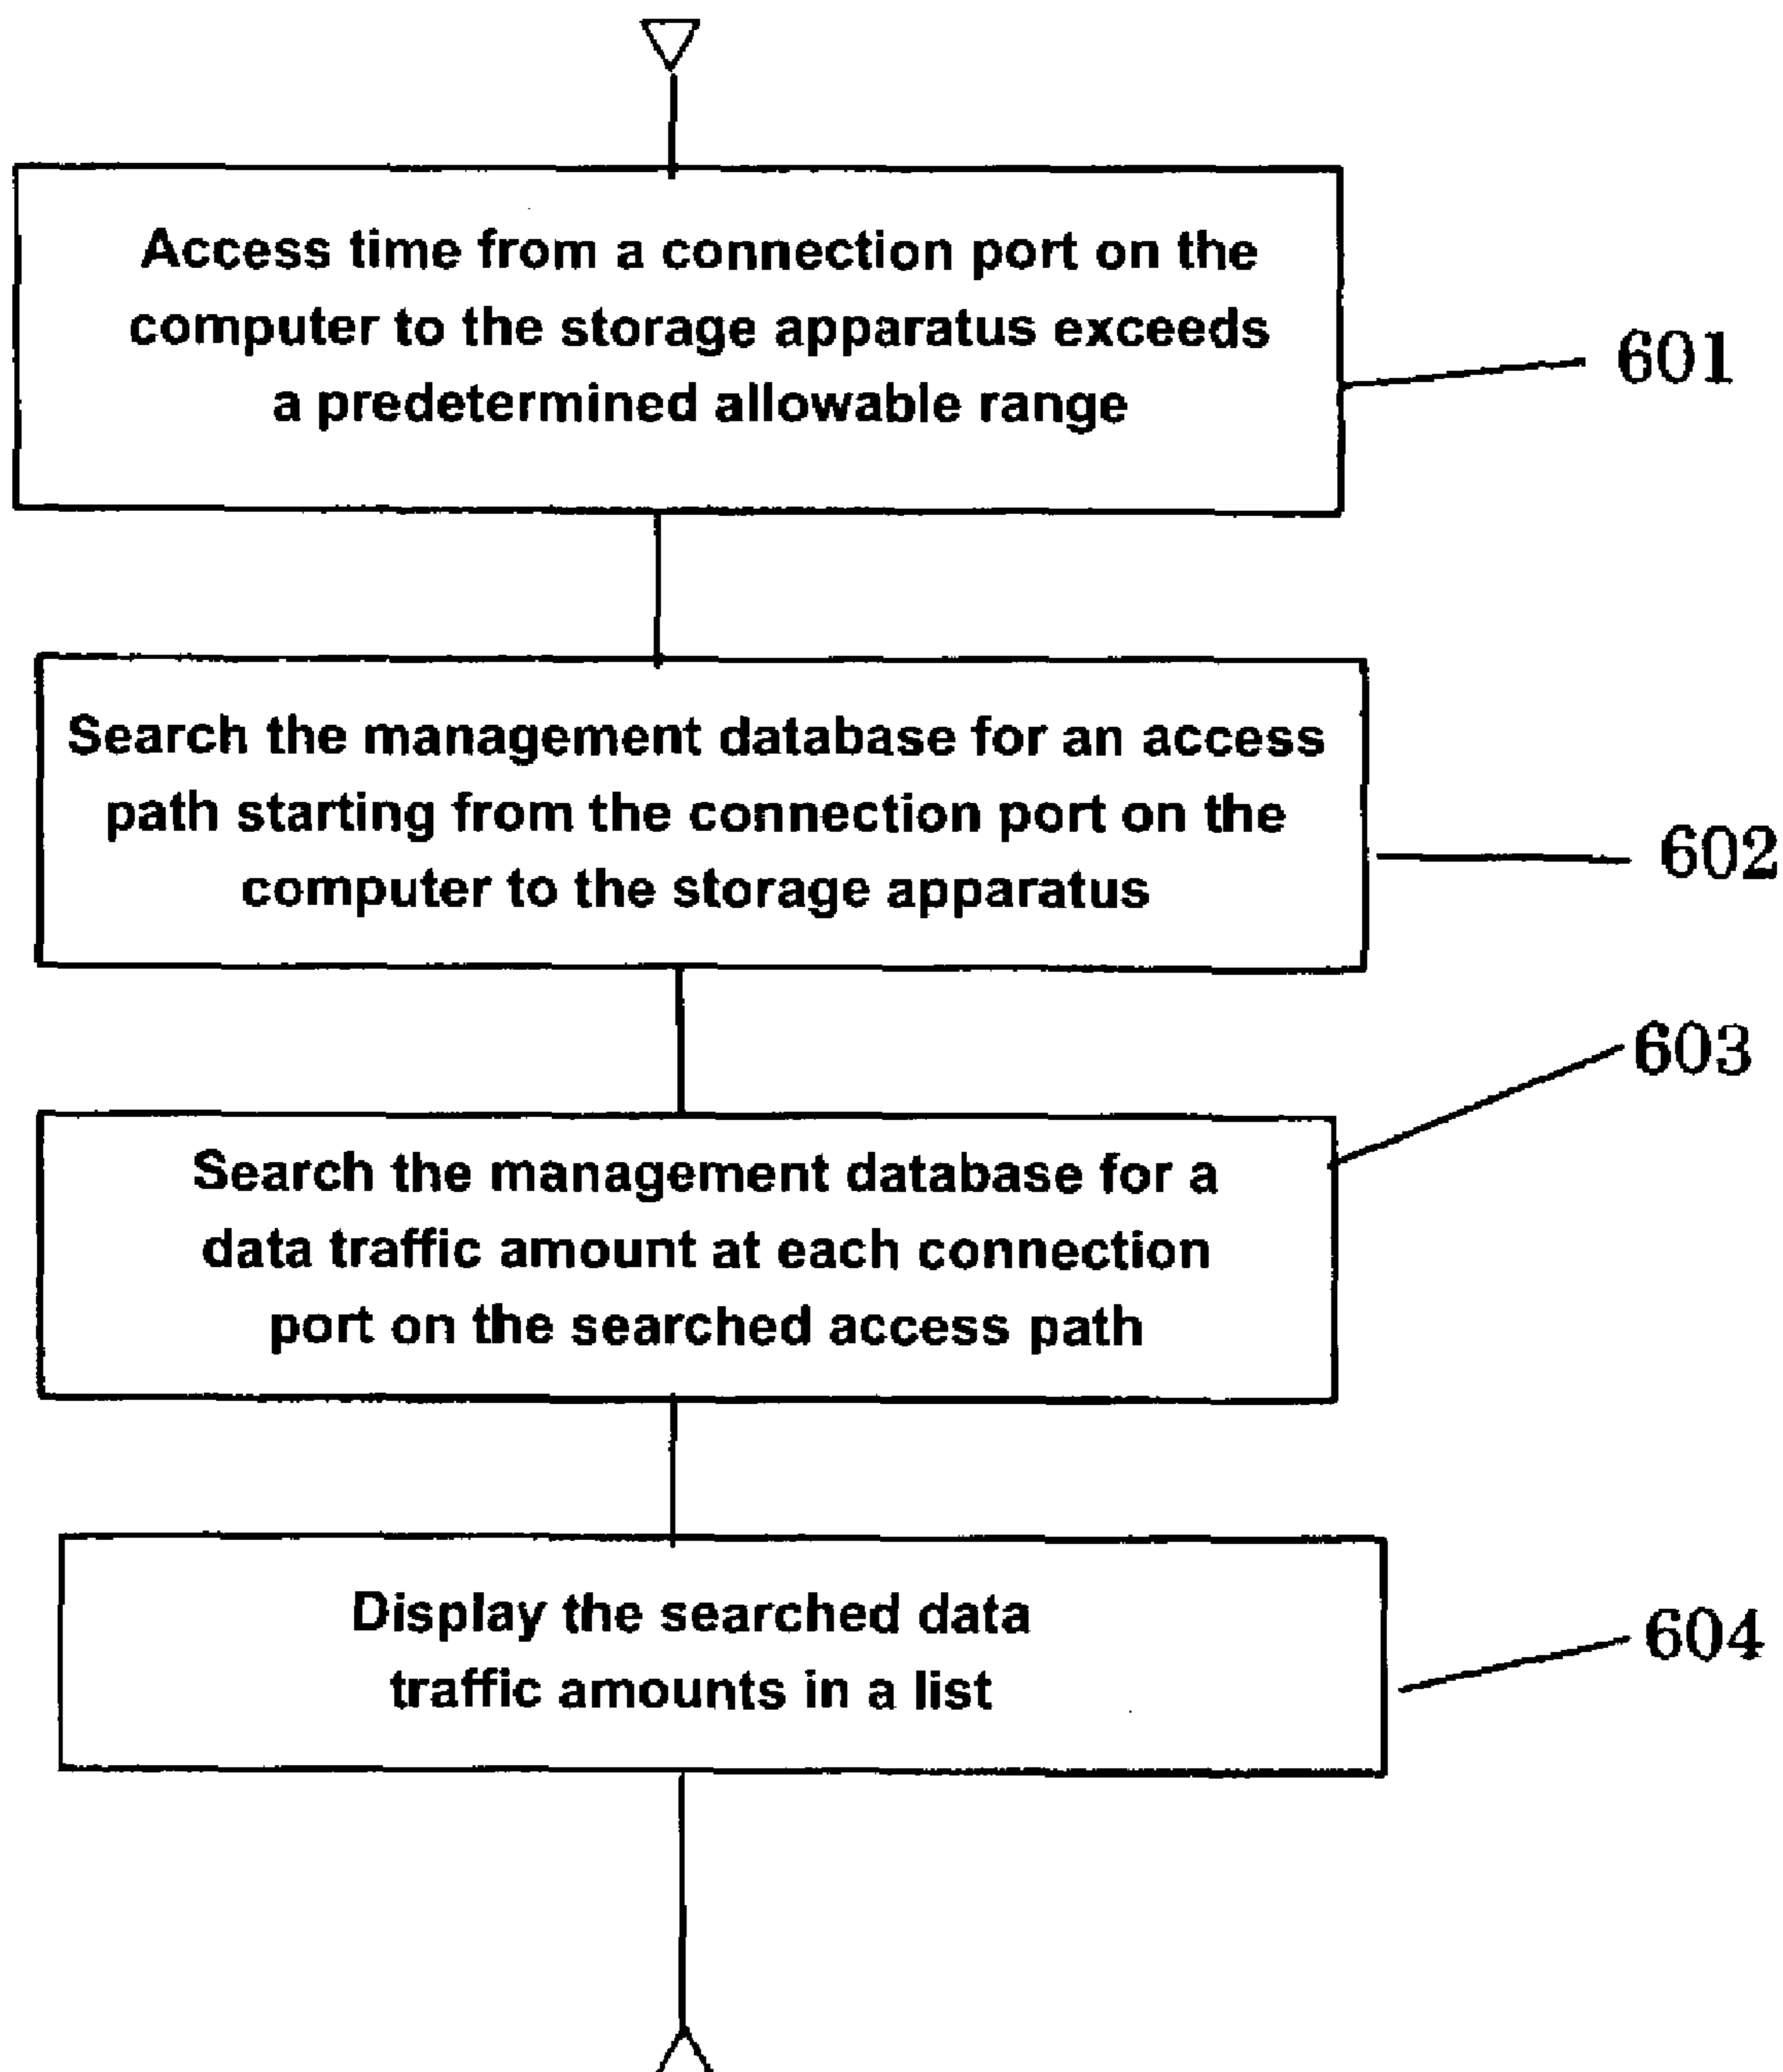 Access time from a connection port on the
computer to the storage apparatus exceeds
a predetermined allowable range
601
Search the management database for an access
path starting from the connection port on the
computer to the storage apparatus
602
603
Search the management database for a
data traffic amount at each connection
port on the searched access path
Display the searched data
traffic amounts in a list
604